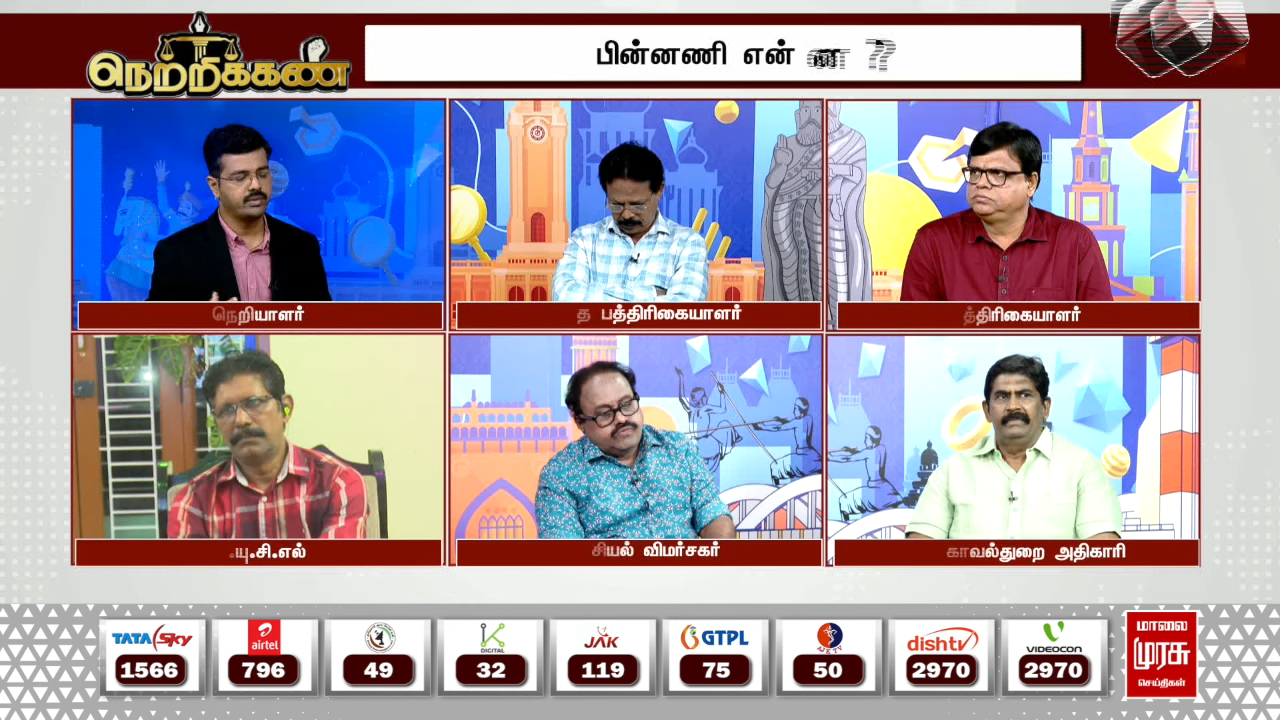 நெற்றிக்கண்
பின்னணி என்ன ?
நெறியாளர்
த பத்திரிகையாளர்
த்திரிகையாளர்
.யு.சி.எல்
சியல் விமர்சகர்
காவல்துறை அதிகாரி
TATA Sky
1566
airtel
796
49
K DIGITAL
32
JAK
119
GTPL
75
50
dishtv
2970
VIDEOCON
2970
மாலை
முரசு
செய்திகள்